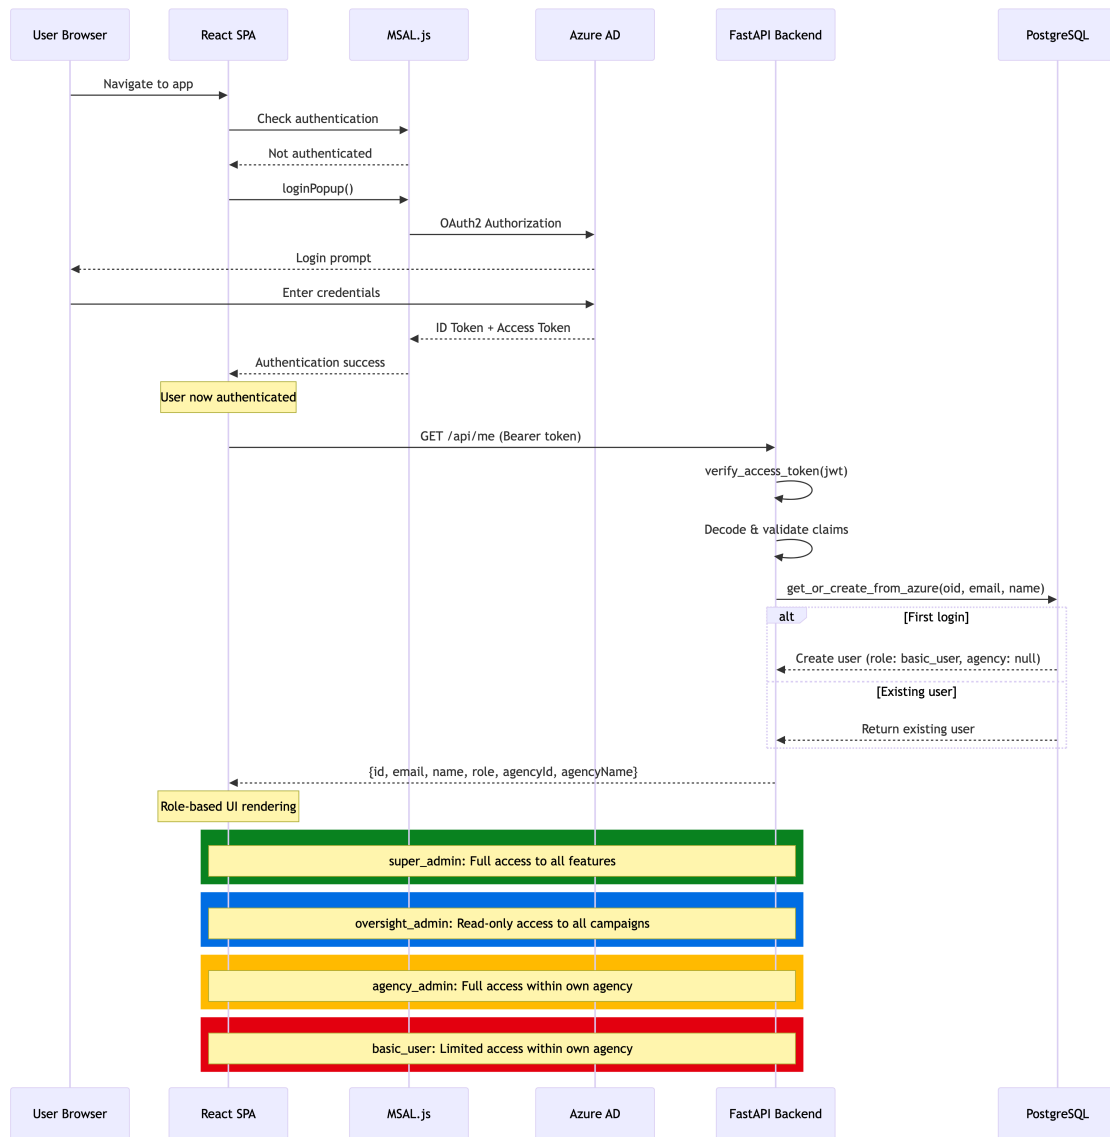 User Browser
React SPA
MSAL.js
Azure AD
FastAPI Backend
PostgreSQL
Navigate to app
Check authentication
Not authenticated
loginPopup()
OAuth2 Authorization
Login prompt
Enter credentials
ID Token + Access Token
Authentication success
User now authenticated
GET /api/me (Bearer token)
verify_access_token(jwt)
Decode & validate claims
get_or_create_from_azure(oid, email, name)
alt
[First login]
Create user (role: basic_user, agency: null)
[Existing user]
Return existing user
{id, email, name, role, agencyId, agencyName}
Role-based UI rendering
super_admin: Full access to all features
oversight_admin: Read-only access to all campaigns
agency_admin: Full access within own agency
basic_user: Limited access within own agency
User Browser
React SPA
MSAL.js
Azure AD
FastAPI Backend
PostgreSQL